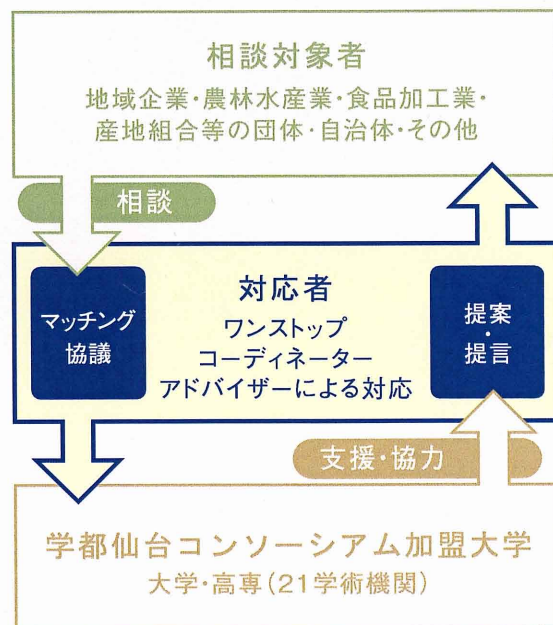 相談対象者
地域企業・農林水産業・食品加工業・
産地組合等の団体・自治体・その他
相談
マッチング
協議
対応者
ワンストップ
コーディネーター
アドバイザーによる対応
提案
・
提言
支援・協力
学都仙台コンソーシアム加盟大学
大学・高専(21学術機関)